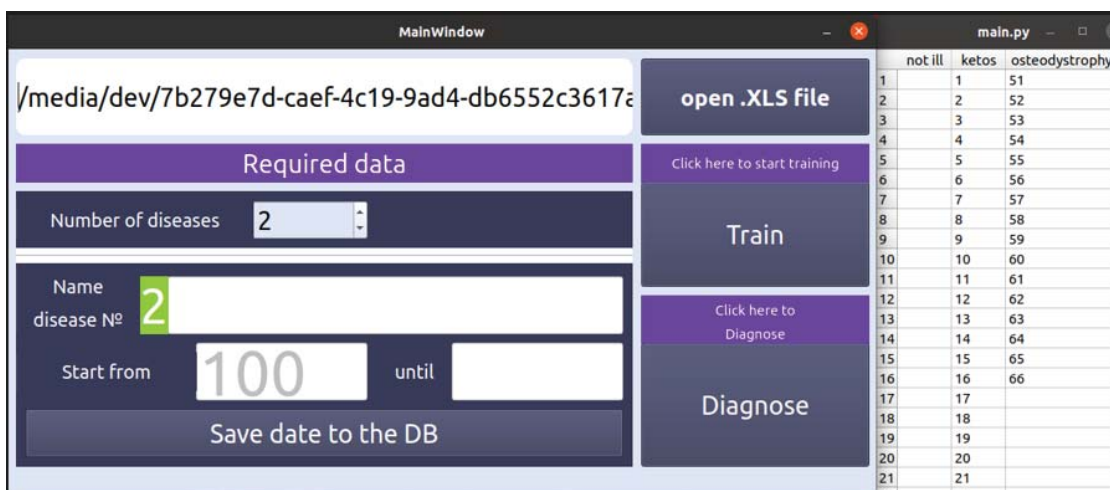 MainWindow
/media/dev/7b279e7d-caef-4c19-9ad4-db6552c3617a
open .XLS file
Required data
Click here to start training
Number of diseases 2
Train
Name
disease № 2
Click here to
Diagnose
Start from 100 until
Diagnose
Save date to the DB
main.py
not ill ketos osteodystrophy
1 1 51
2 2 52
3 3 53
4 4 54
5 5 55
6 6 56
7 7 57
8 8 58
9 9 59
10 10 60
11 11 61
12 12 62
13 13 63
14 14 64
15 15 65
16 16 66
17 17
18 18
19 19
20 20
21 21